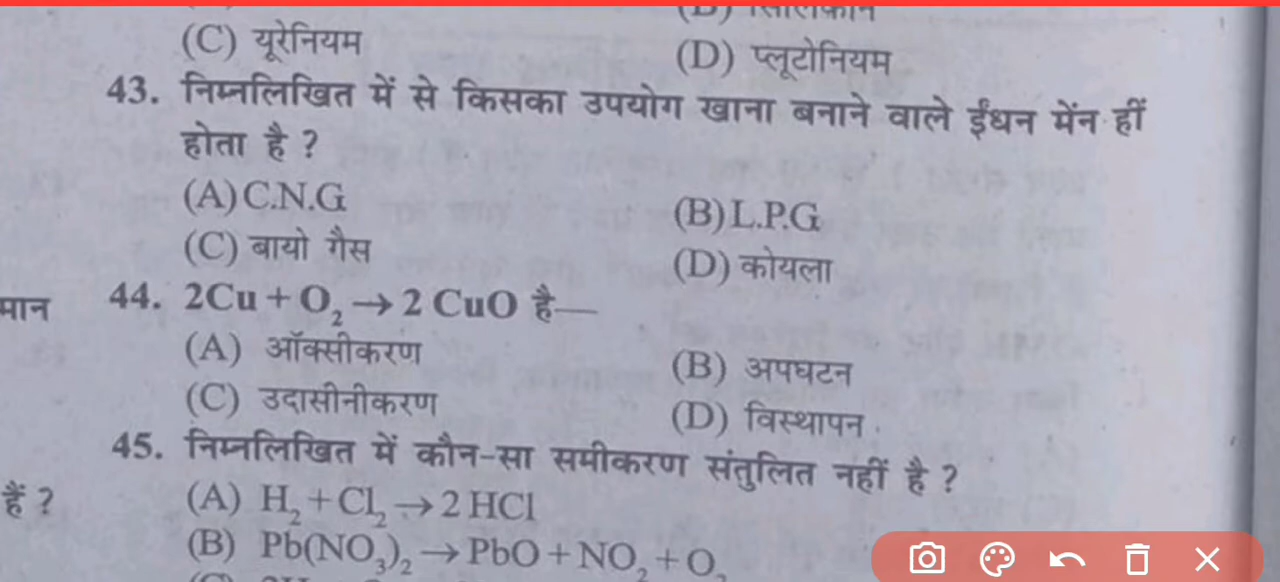 (C) यूरेनियम
(D) प्लूटोनियम
43. निम्नलिखित में से किसका उपयोग खाना बनाने वाले ईंधन मेंन हीं
होता है ?
(A) C.N.G
(B) L.P.G
(C) बायो गैस
(D) कोयला
मान
44. 2Cu + O₂ → 2 CuO है—
(A) ऑक्सीकरण
(B) अपघटन
(C) उदासीनीकरण
(D) विस्थापन
45. निम्नलिखित में कौन-सा समीकरण संतुलित नहीं है ?
हैं ?
(A) H₂ + Cl₂ → 2 HCl
(B) Pb(NO₃)₂ → PbO + NO₂ + O₂